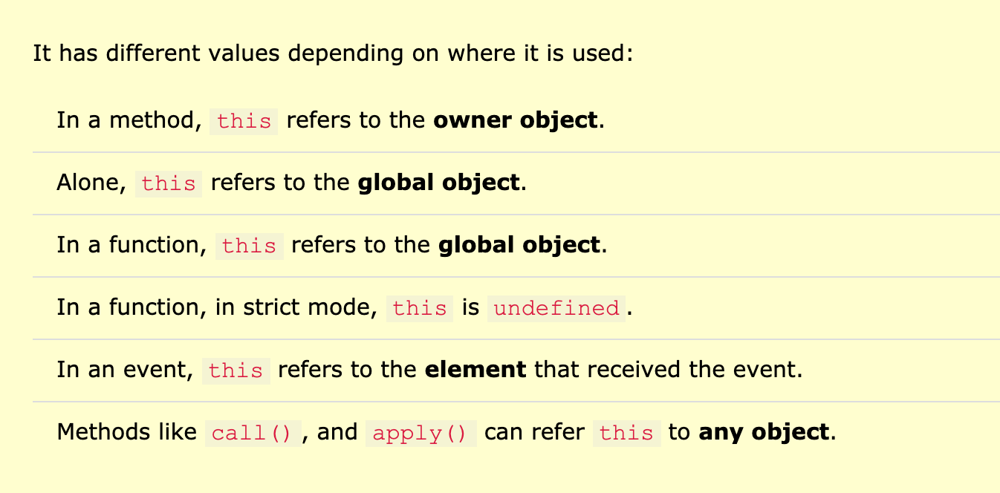 It has different values depending on where it is used:
In a method, this refers to the owner object.
Alone, this refers to the global object.
In a function, this refers to the global object.
In a function, in strict mode, this is undefined.
In an event, this refers to the element that received the event.
Methods like call(), and apply() can refer this to any object.